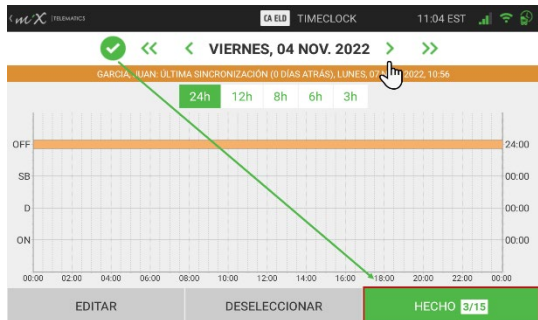 mX TELEMATICS CA ELD TIMECLOCK 11:04 EST
VIERNES, 04 NOV. 2022
GARCIA, JUAN: ÚLTIMA SINCRONIZACIÓN (0 DÍAS ATRÁS), LUNES, 07 2022, 10:56
24h 12h 8h 6h 3h
OFF 24:00
SB 00:00
D 00:00
ON 00:00
00:00 02:00 04:00 06:00 08:00 10:00 12:00 14:00 16:00 18:00 20:00 22:00 00:00
EDITAR DESELECCIONAR HECHO 3/15